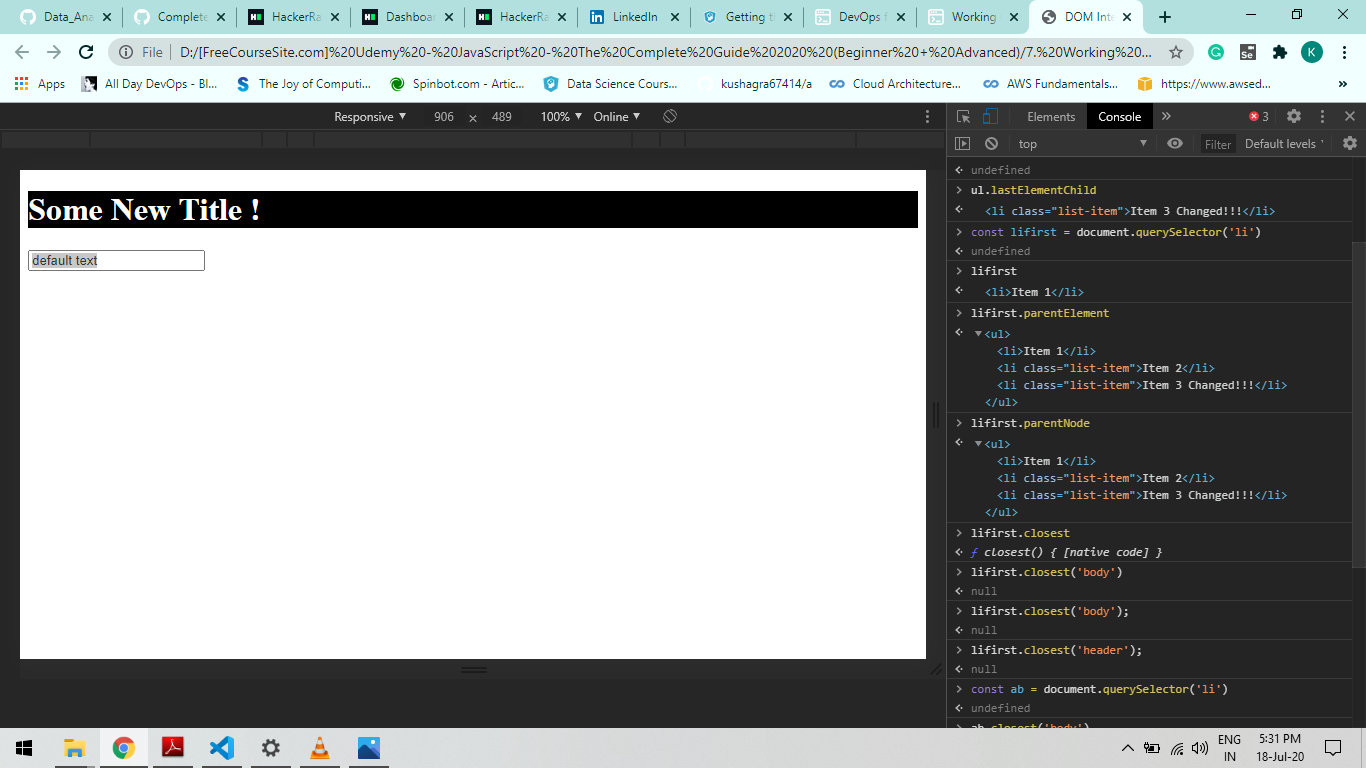 Data_Ana
Complete
HackerRa
Dashboar
HackerRa
LinkedIn
Getting th
DevOps f
Working
DOM Inte
File
D:/[FreeCourseSite.com]%20Udemy%20-%20JavaScript%20-%20The%20Complete%20Guide%202020%20(Beginner%20+%20Advanced)/7.%20Working%20...
K
Apps
All Day DevOps - Bl...
The Joy of Computi...
Spinbot.com - Artic...
Data Science Cours...
kushagra67414/a
Cloud Architecture...
AWS Fundamentals...
https://www.awsed...
»
Responsive ▼ 906 × 489 100% ▼ Online ▼
Elements Console » 3
top ▼ Filter Default levels
Some New Title !
default text
undefined
ul.lastElementChild
<li class="list-item">Item 3 Changed!!!</li>
const lifirst = document.querySelector('li')
undefined
lifirst
<li>Item 1</li>
lifirst.parentElement
▼<ul>
<li>Item 1</li>
<li class="list-item">Item 2</li>
<li class="list-item">Item 3 Changed!!!</li>
</ul>
lifirst.parentNode
▼<ul>
<li>Item 1</li>
<li class="list-item">Item 2</li>
<li class="list-item">Item 3 Changed!!!</li>
</ul>
lifirst.closest
ƒ closest() { [native code] }
lifirst.closest('body')
null
lifirst.closest('body');
null
lifirst.closest('header');
null
const ab = document.querySelector('li')
undefined
ab.closest('body')
ENG
IN
5:31 PM
18-Jul-20